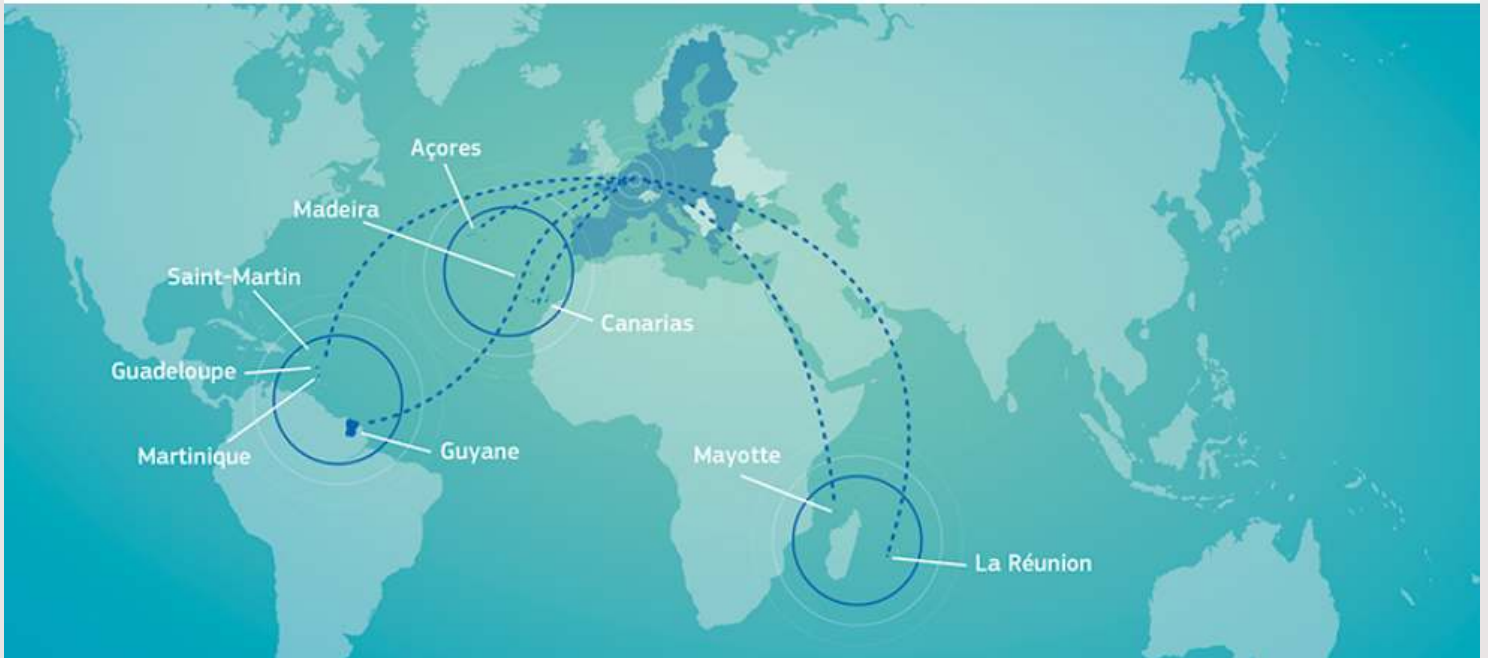 Açores
Madeira
Saint-Martin
Canarias
Guadeloupe
Martinique
Guyane
Mayotte
La Réunion